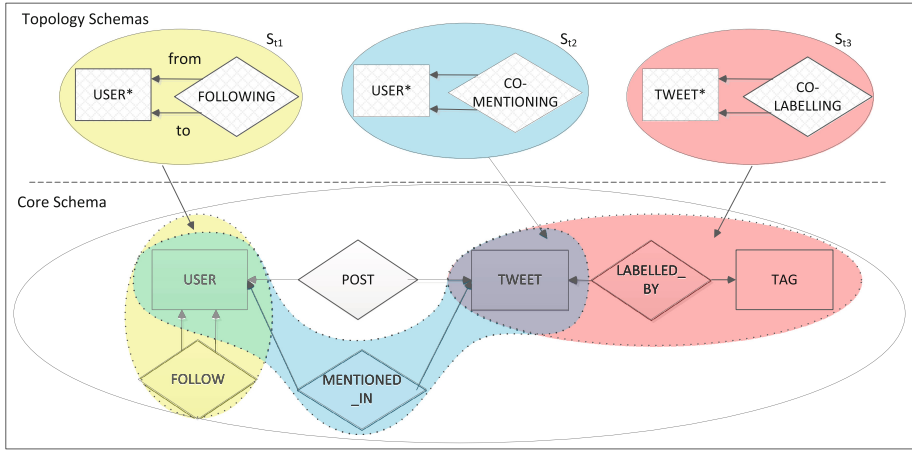 Topology Schemas
St1
St2
St3
from
USER*
FOLLOWING
to
USER*
CO-
MENTIONING
TWEET*
CO-
LABELLING
Core Schema
USER
POST
TWEET
LABELLED_
BY
TAG
FOLLOW
MENTIONED
_IN